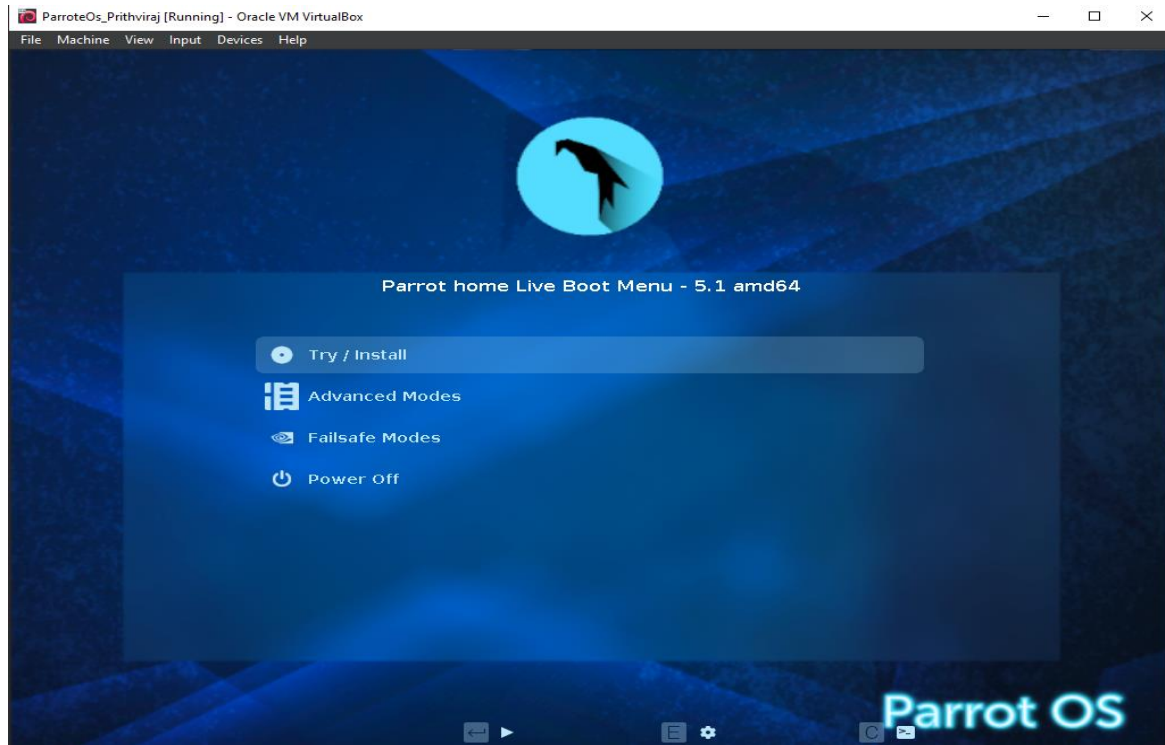 ParroteOs_Prithviraj [Running] - Oracle VM VirtualBox
File Machine View Input Devices Help
Parrot home Live Boot Menu - 5.1 amd64
Try / Install
Advanced Modes
Failsafe Modes
Power Off
Parrot OS
E
C